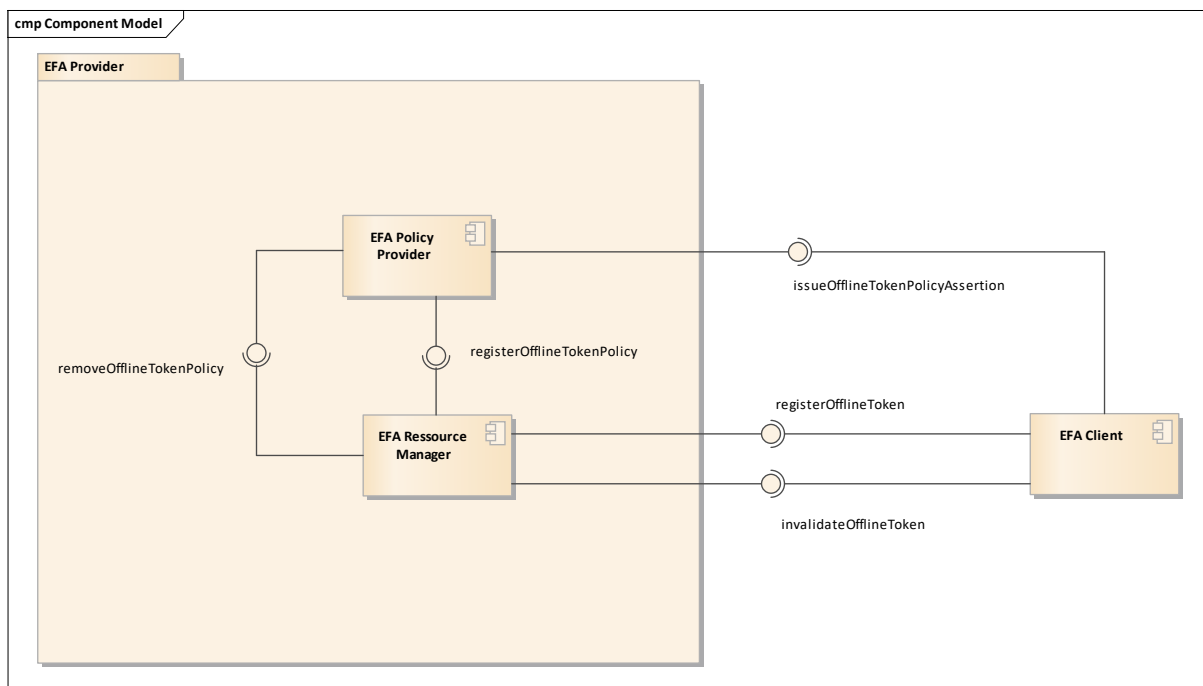 cmp Component Model
EFA Provider
EFA Policy
Provider
issueOfflineTokenPolicyAssertion
removeOfflineTokenPolicy
registerOfflineTokenPolicy
registerOfflineToken
EFA Ressource
Manager
EFA Client
invalidateOfflineToken